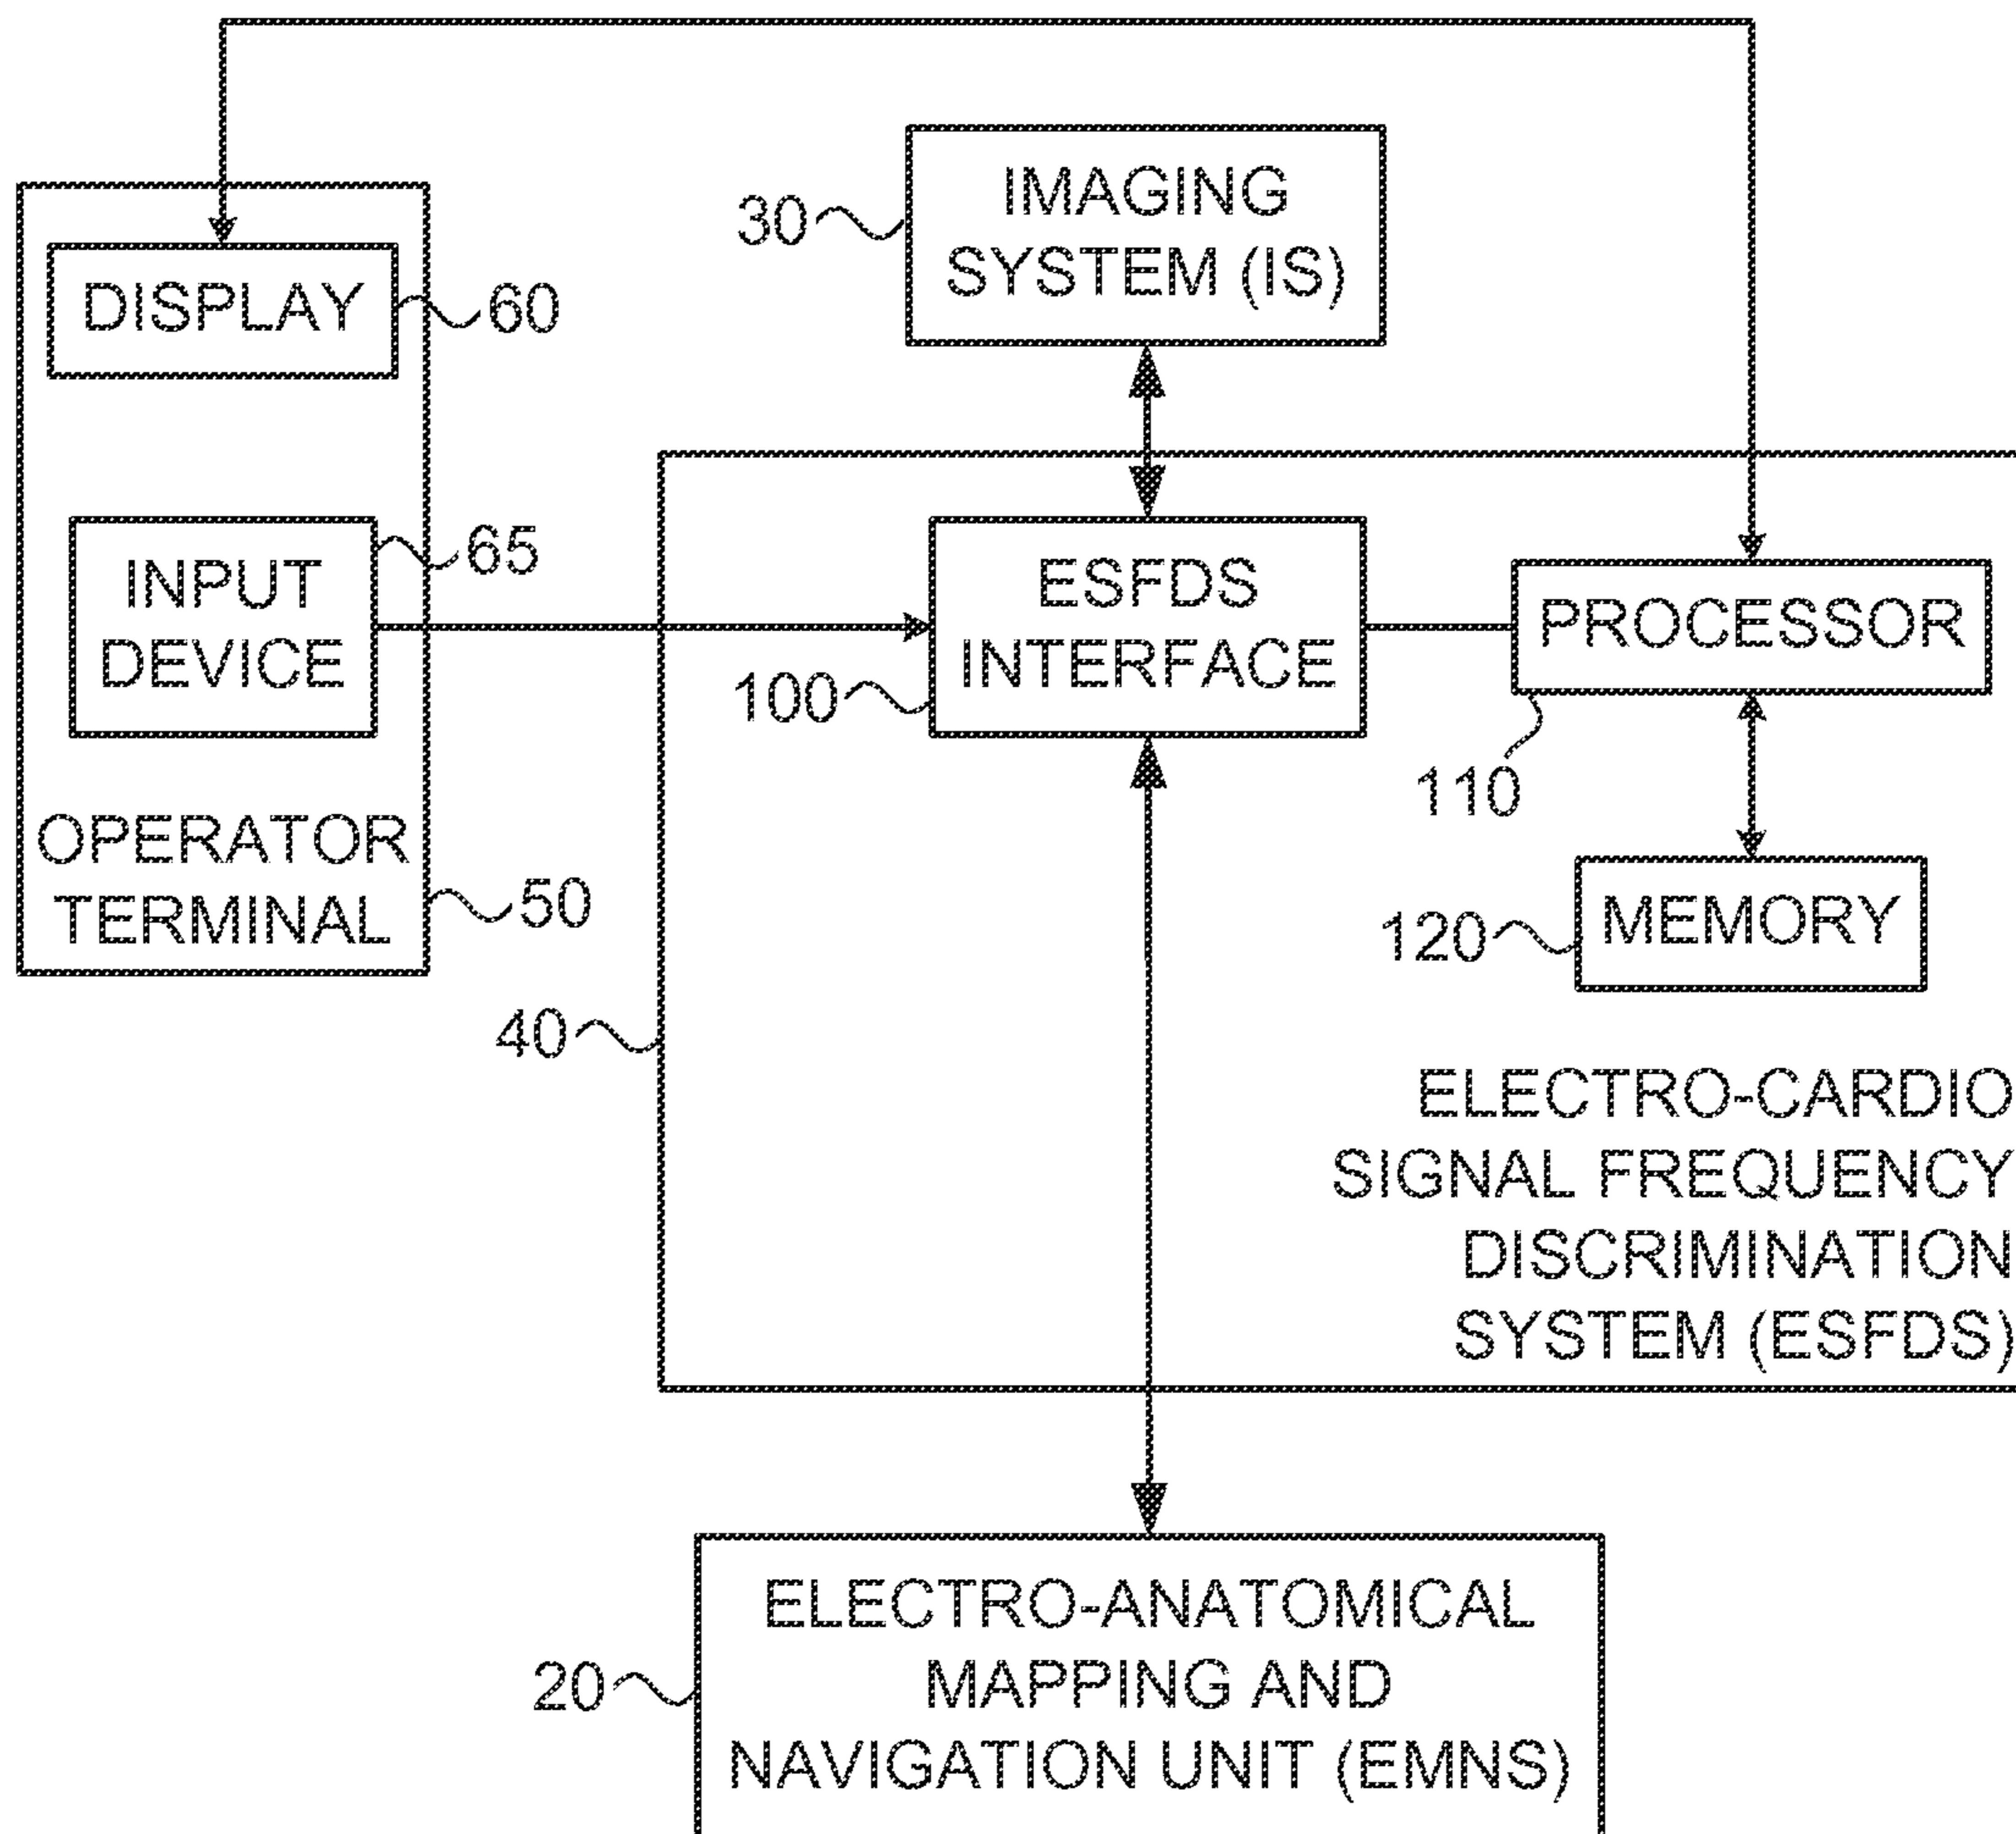 30
IMAGING
SYSTEM (IS)
DISPLAY
60
INPUT
DEVICE
65
ESFDS
INTERFACE
100
PROCESSOR
110
OPERATOR
TERMINAL
50
MEMORY
120
40
ELECTRO-CARDIO
SIGNAL FREQUENCY
DISCRIMINATION
SYSTEM (ESFDS)
20
ELECTRO-ANATOMICAL
MAPPING AND
NAVIGATION UNIT (EMNS)